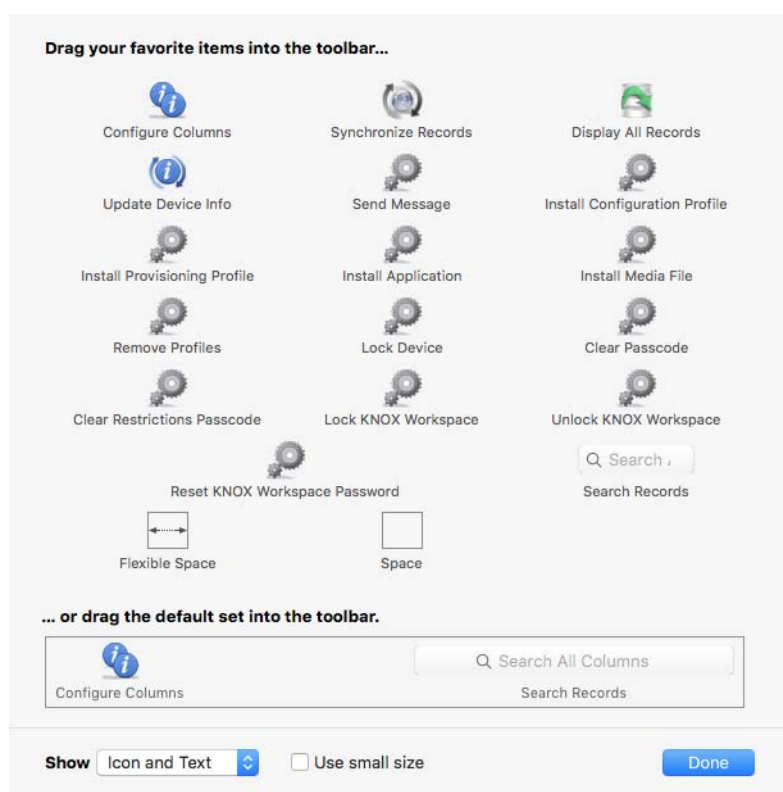 Drag your favorite items into the toolbar...
Configure Columns
Synchronize Records
Display All Records
Update Device Info
Send Message
Install Configuration Profile
Install Provisioning Profile
Install Application
Install Media File
Remove Profiles
Lock Device
Clear Passcode
Clear Restrictions Passcode
Lock KNOX Workspace
Unlock KNOX Workspace
Search
Reset KNOX Workspace Password
Search Records
Flexible Space
Space
... or drag the default set into the toolbar.
Search All Columns
Configure Columns
Search Records
Show Icon and Text Use small size Done